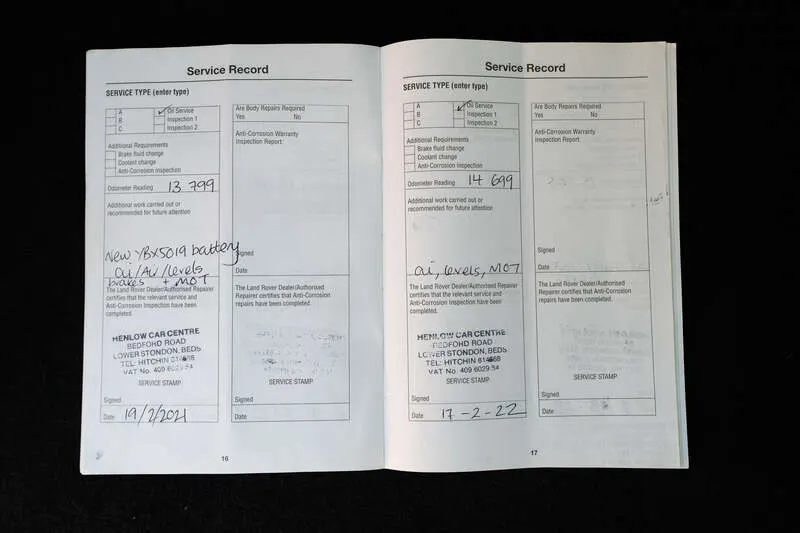 Service Record
SERVICE TYPE (enter type)
A
B
C
✓ Oil Service
Inspection 1
Inspection 2
Additional Requirements
Brake fluid change
Coolant change
Anti-Corrosion inspection
Odometer Reading 13 799
Additional work carried out or
recommended for future attention
New YBX5019 battery
Oil/Air/levels
brakes + MOT
The Land Rover Dealer/Authorised Repairer
certifies that the relevant service and
Anti-Corrosion Inspection have been
completed.
HENLOW CAR CENTRE
BEDFORD ROAD
LOWER STONDON, BEDS
TEL: HITCHIN
VAT No. 409
SERVICE STAMP
Signed
Date 19/2/2021
Are Body Repairs Required
Yes No
Anti-Corrosion Warranty
Inspection Report:
Signed
Date
The Land Rover Dealer/Authorised
Repairer certifies that Anti-Corrosion
repairs have been completed.
SERVICE STAMP
Signed
Date
16
Service Record
SERVICE TYPE (enter type)
A
B
C
✓ Oil Service
Inspection 1
Inspection 2
Additional Requirements
Brake fluid change
Coolant change
Anti-Corrosion inspection
Odometer Reading 14 699
Additional work carried out or
recommended for future attention
Oil, levels, MOT
The Land Rover Dealer/Authorised Repairer
certifies that the relevant service and
Anti-Corrosion Inspection have been
completed.
HENLOW CAR CENTRE
BEDFORD ROAD
LOWER STONDON, BEDS
TEL: HITCHIN
VAT No. 409
SERVICE STAMP
Signed
Date 17-2-22
Are Body Repairs Required
Yes No
Anti-Corrosion Warranty
Inspection Report:
Signed
Date
The Land Rover Dealer/Authorised
Repairer certifies that Anti-Corrosion
repairs have been completed.
SERVICE STAMP
Signed
Date
17